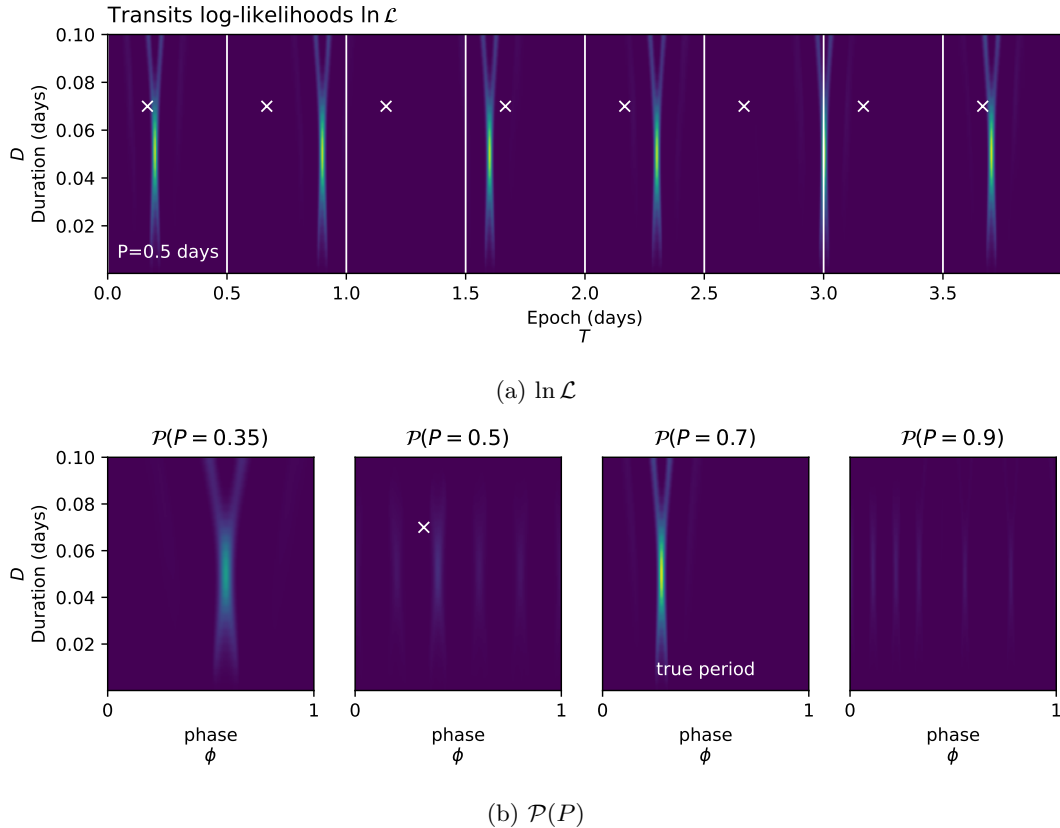 Transits log-likelihoods ln ℒ
0.10
0.08
0.06
0.04
0.02
D
Duration (days)
P=0.5 days
0.0 0.5 1.0 1.5 2.0 2.5 3.0 3.5
Epoch (days)
T
(a) ln ℒ
𝒫(P = 0.35) 𝒫(P = 0.5) 𝒫(P = 0.7) 𝒫(P = 0.9)
0.10
0.08
0.06
0.04
0.02
D
Duration (days)
true period
0 1 0 1 0 1 0 1
phase phase phase phase
ϕ ϕ ϕ ϕ
(b) 𝒫(P)